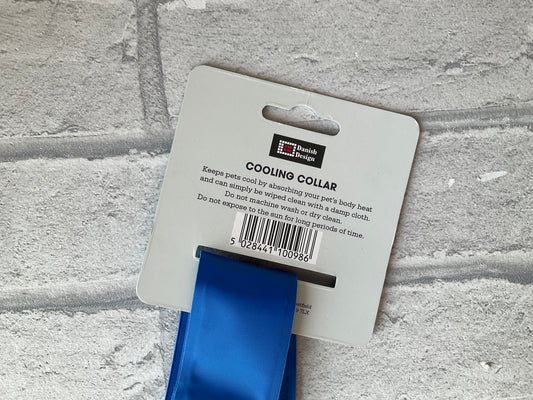 Danish
Design
COOLING COLLAR
Keeps pets cool by absorbing your pet's body heat
and can simply be wiped clean with a damp cloth.
Do not machine wash or dry clean.
Do not expose to the sun for long periods of time.
5 028441 100986